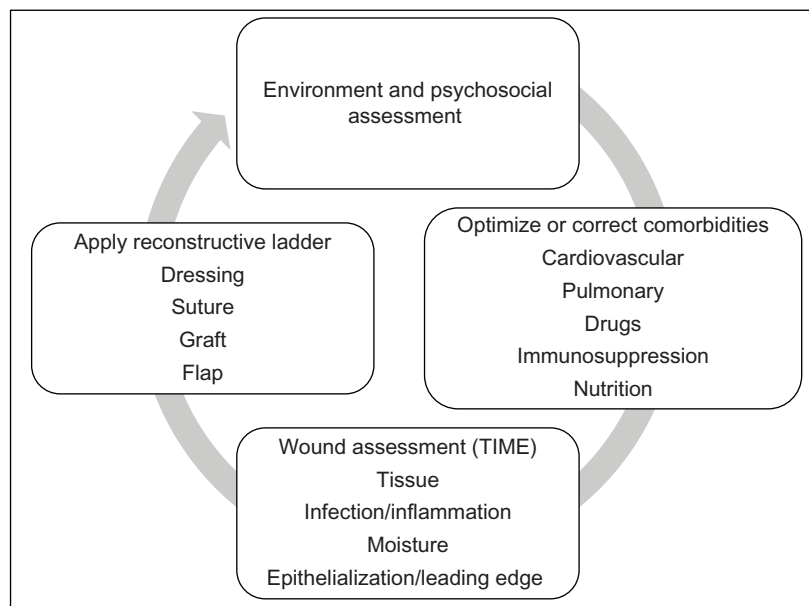 Environment and psychosocial
assessment
Optimize or correct comorbidities
Cardiovascular
Pulmonary
Drugs
Immunosuppression
Nutrition
Wound assessment (TIME)
Tissue
Infection/inflammation
Moisture
Epithelialization/leading edge
Apply reconstructive ladder
Dressing
Suture
Graft
Flap